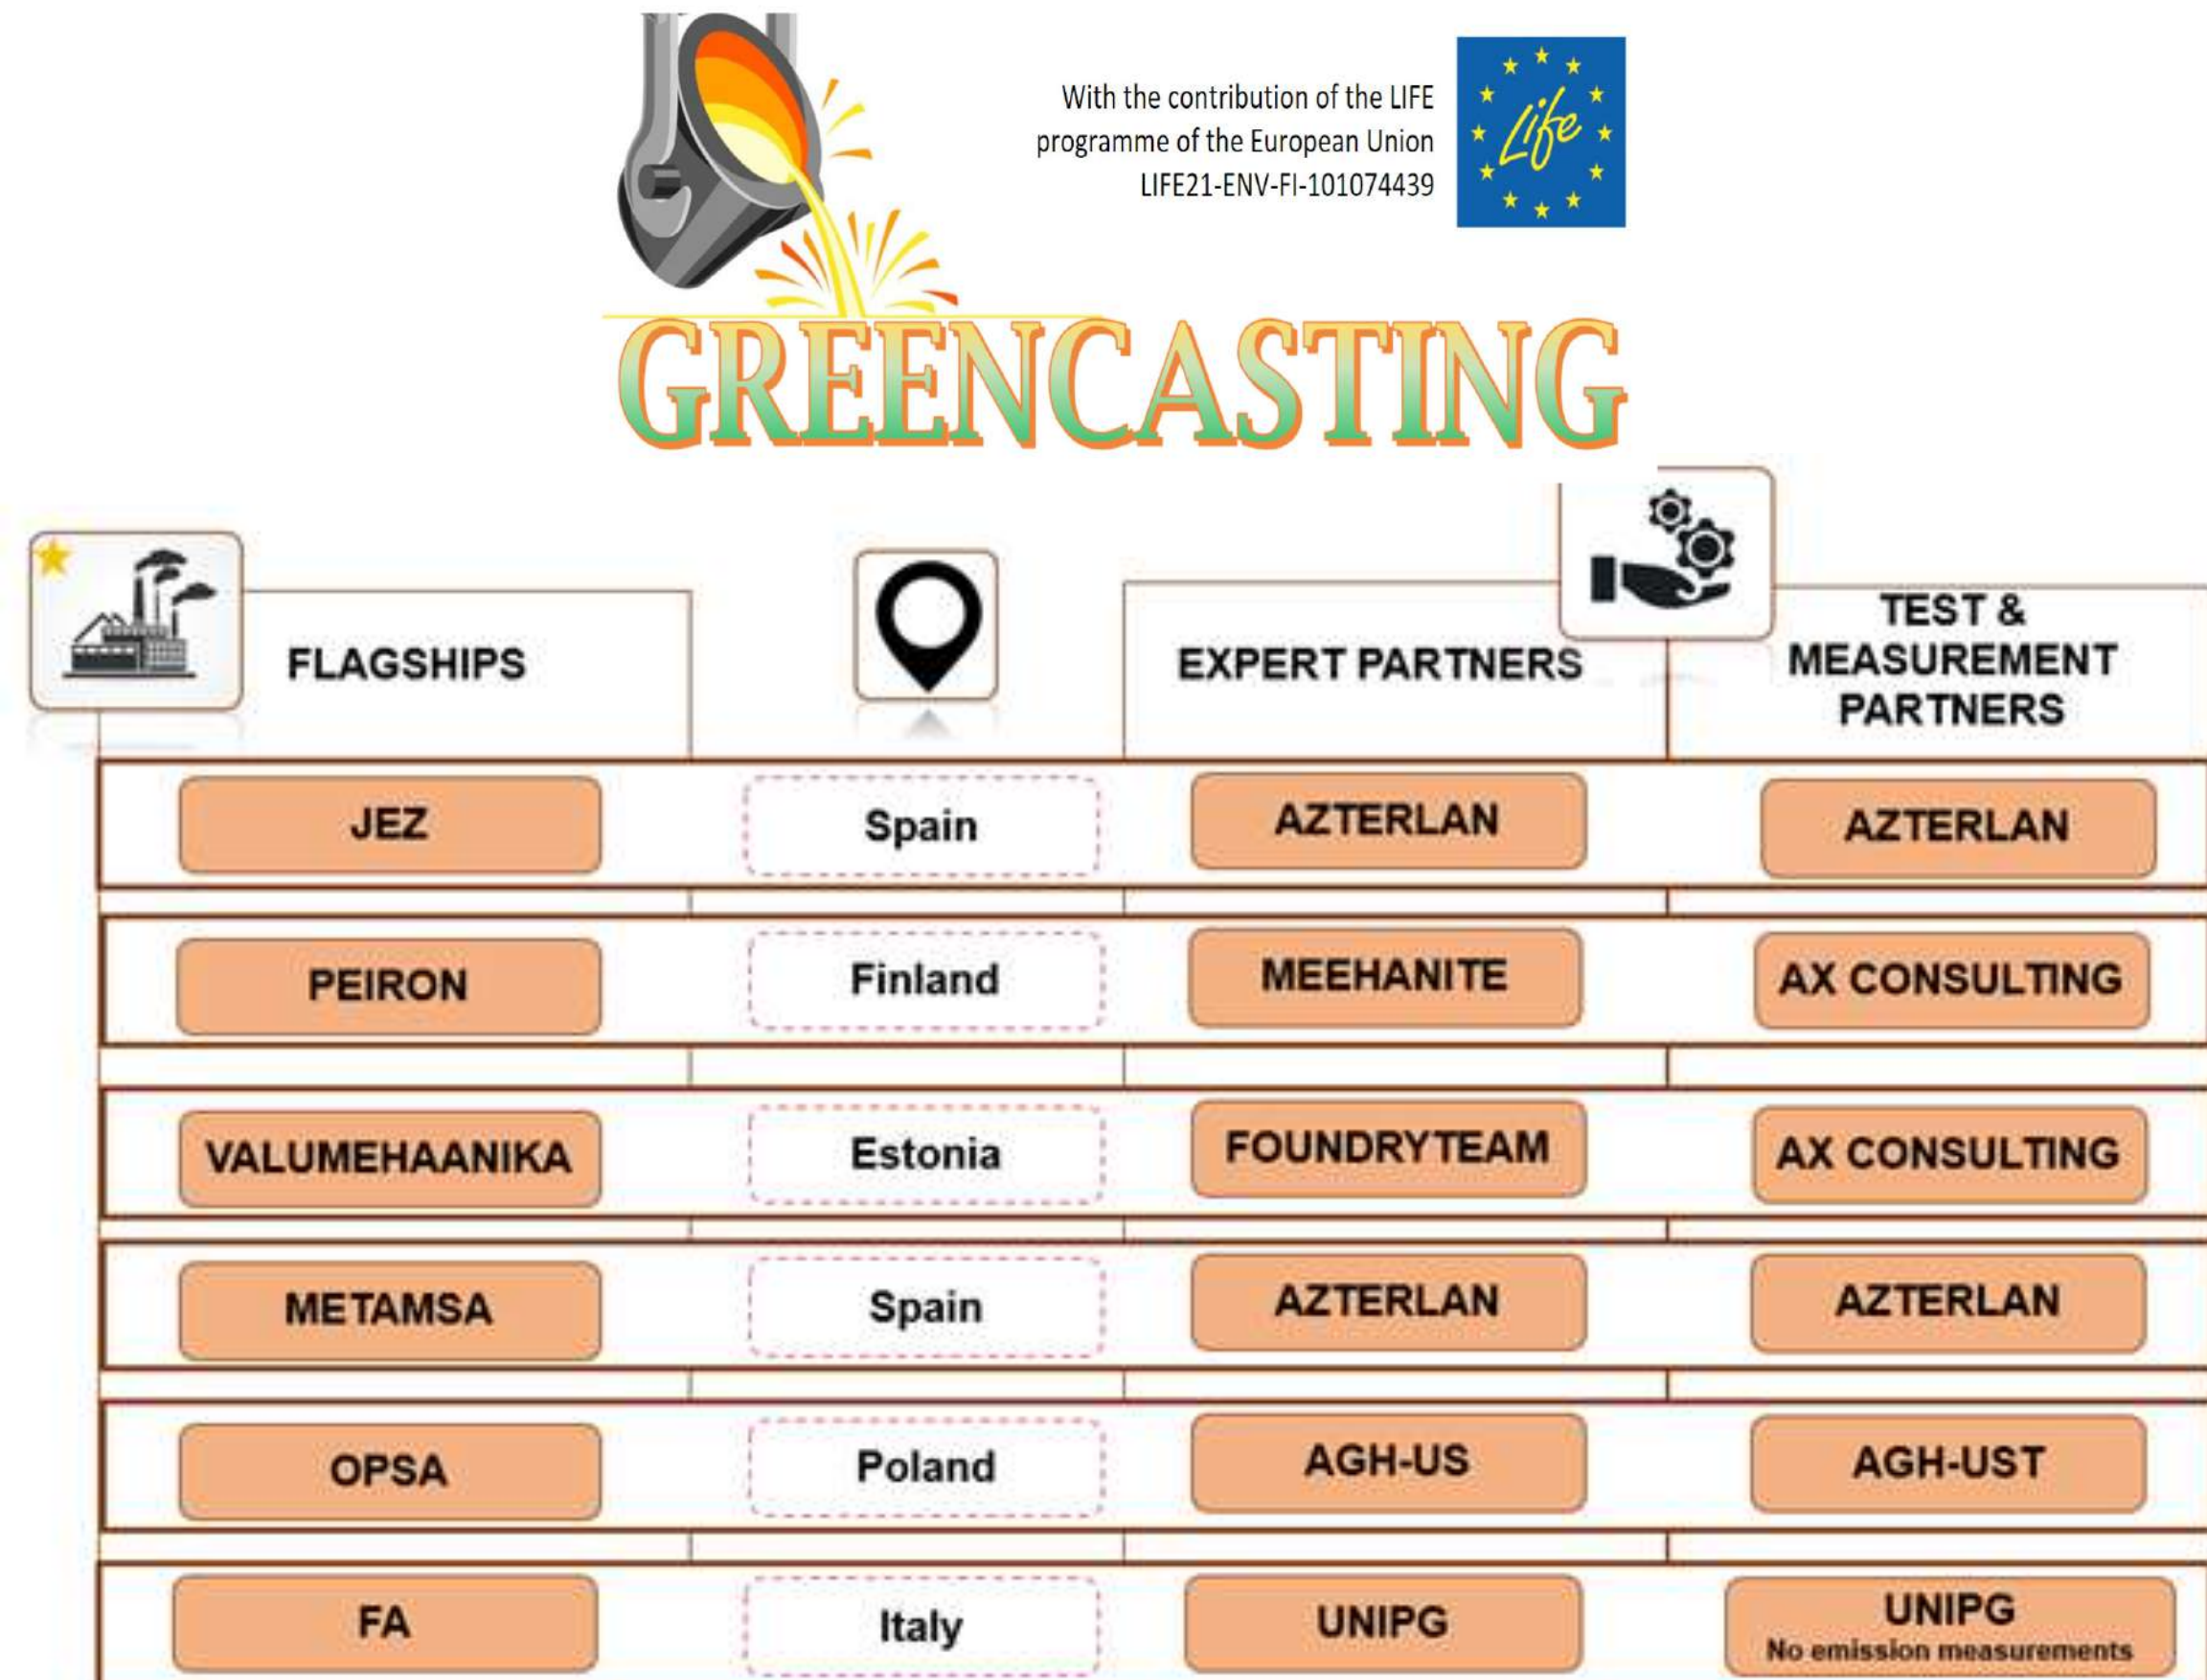 With the contribution of the LIFE
programme of the European Union
LIFE21-ENV-FI-101074439
Life
GREENCASTING
FLAGSHIPS
EXPERT PARTNERS
TEST &
MEASUREMENT
PARTNERS
JEZ
Spain
AZTERLAN
AZTERLAN
PEIRON
Finland
MEEHANITE
AX CONSULTING
VALUMEHAANIKA
Estonia
FOUNDRYTEAM
AX CONSULTING
METAMSA
Spain
AZTERLAN
AZTERLAN
OPSA
Poland
AGH-US
AGH-UST
FA
Italy
UNIPG
UNIPG
No emission measurements